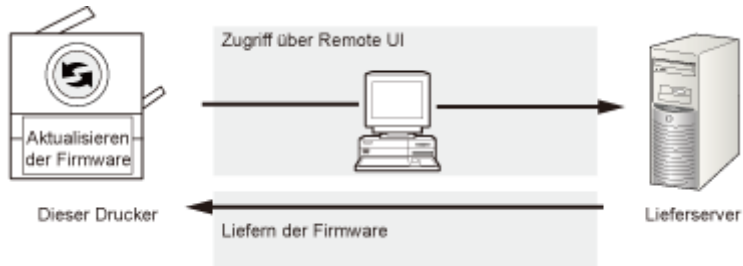 Zugriff über Remote UI
Aktualisieren
der Firmware
Dieser Drucker
Lieferserver
Liefern der Firmware